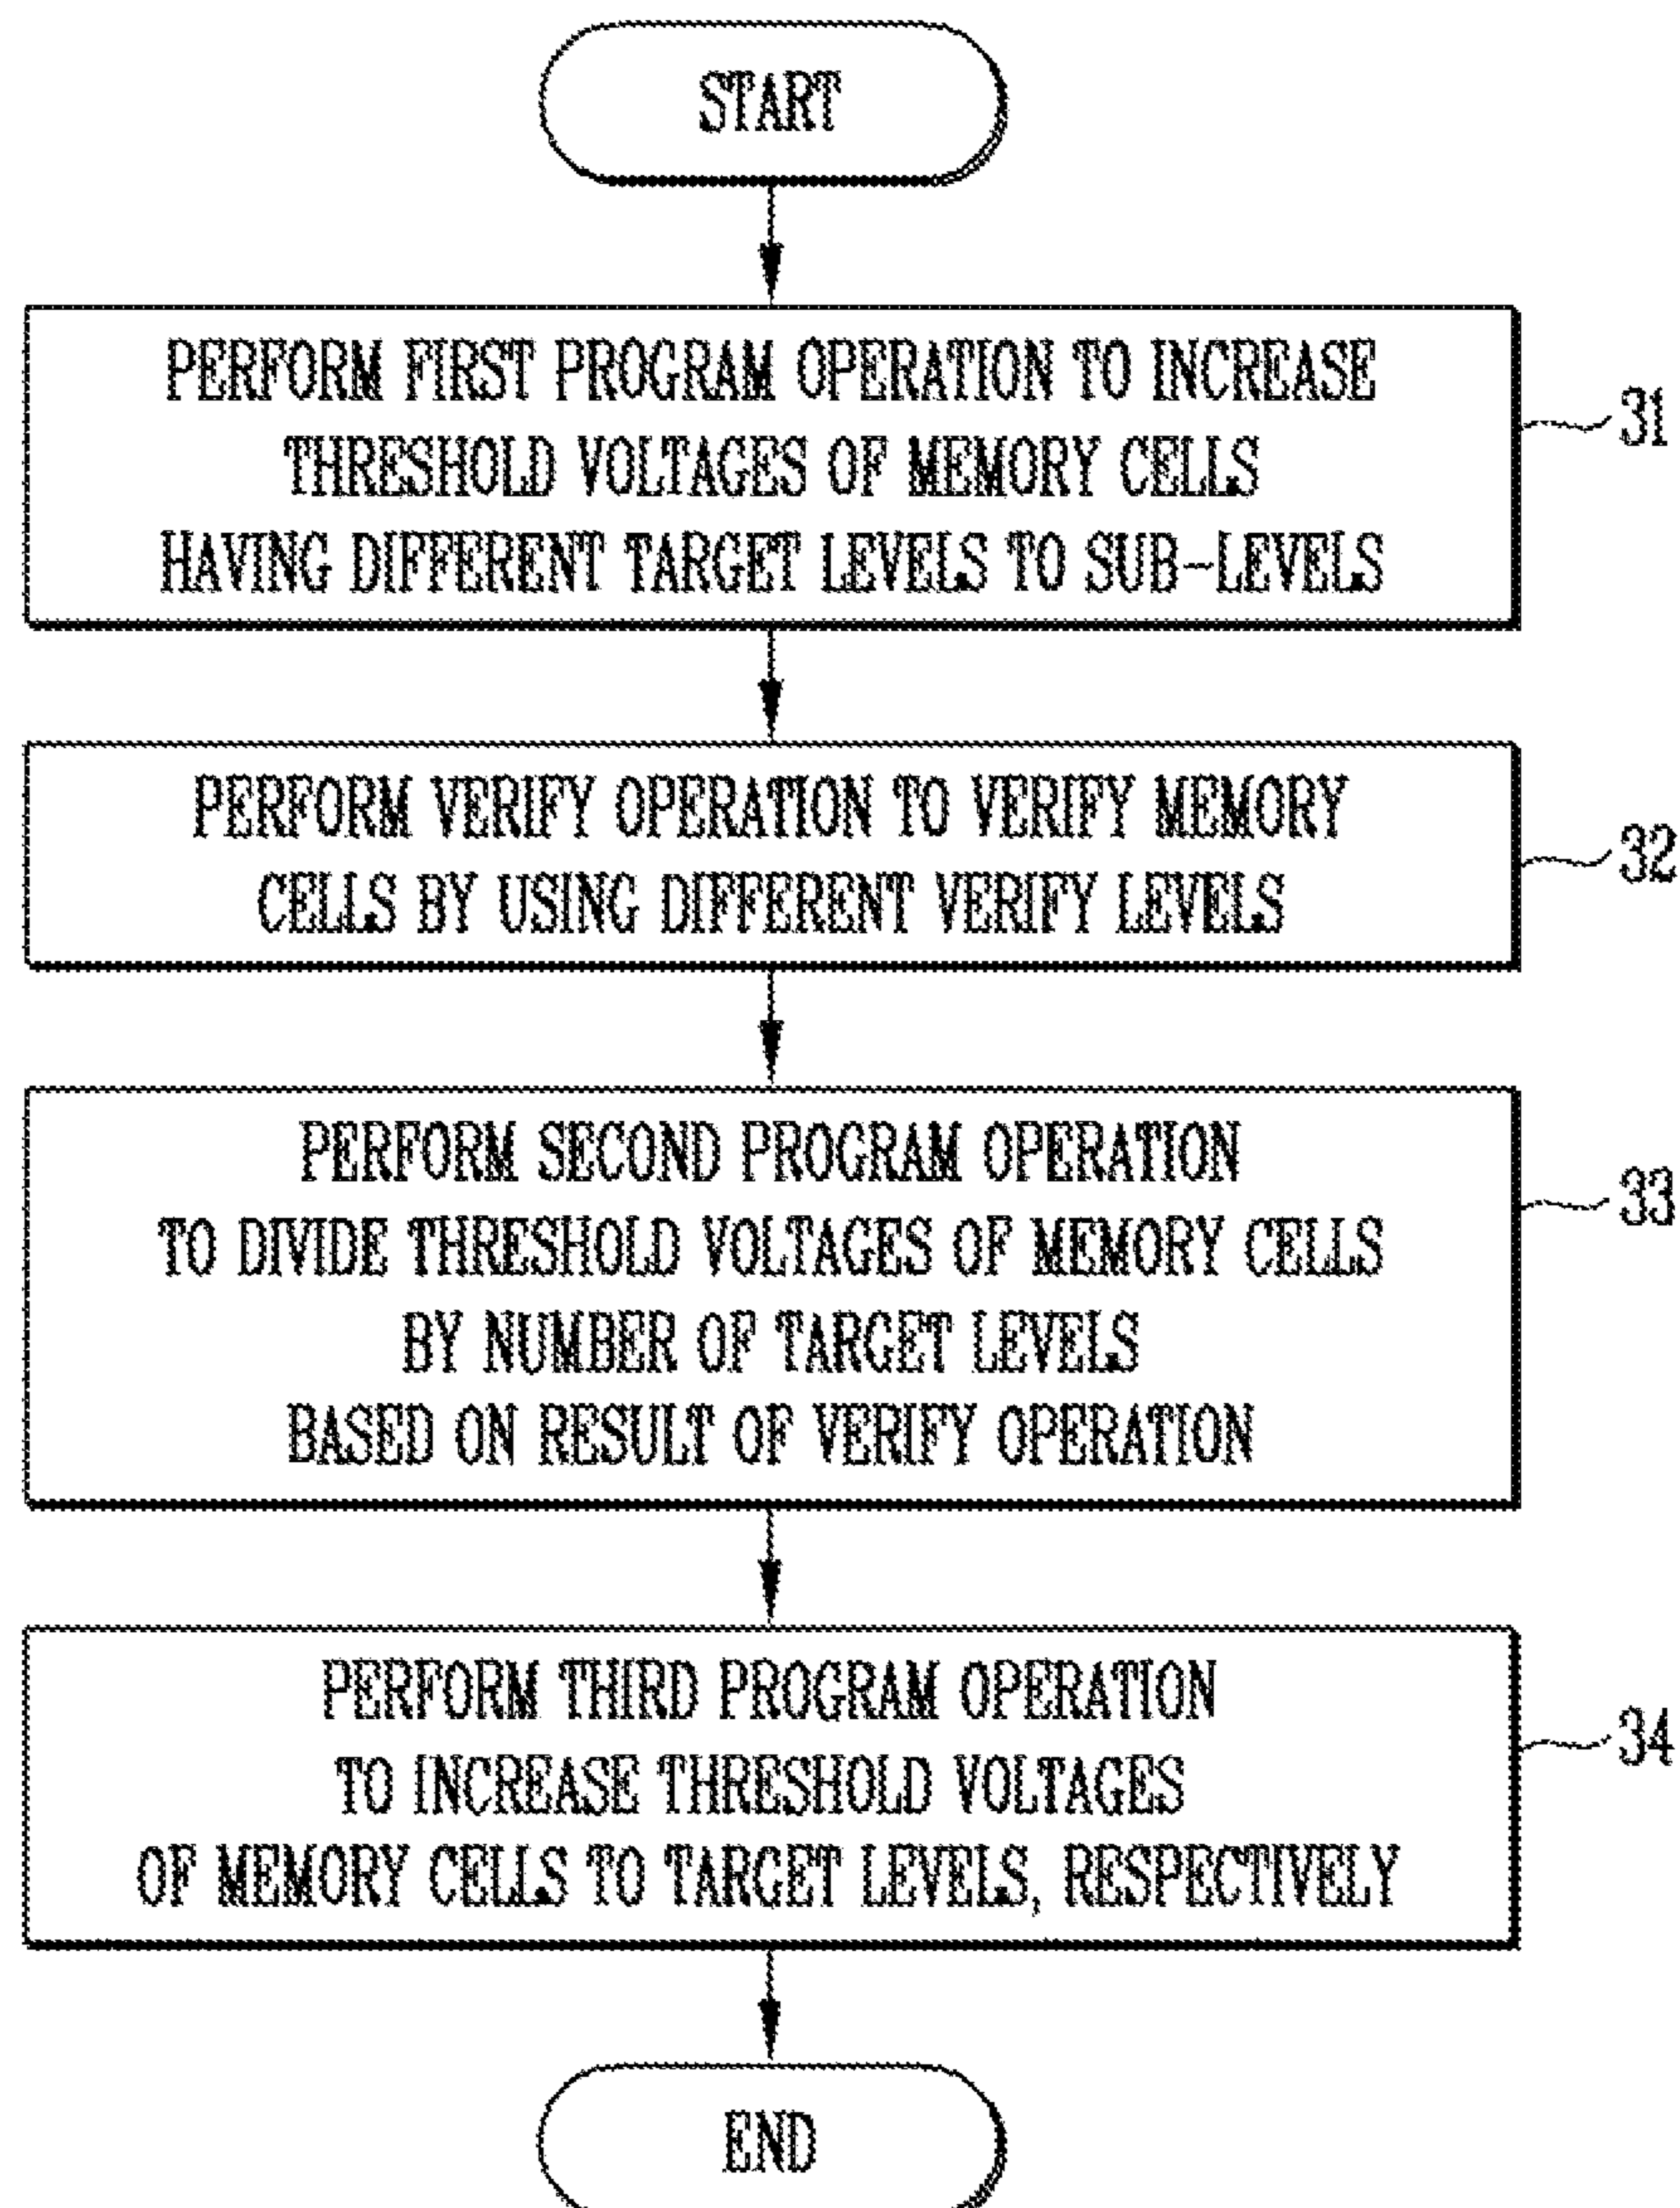 START
PERFORM FIRST PROGRAM OPERATION TO INCREASE
THRESHOLD VOLTAGES OF MEMORY CELLS
HAVING DIFFERENT TARGET LEVELS TO SUB-LEVELS
31
PERFORM VERIFY OPERATION TO VERIFY MEMORY
CELLS BY USING DIFFERENT VERIFY LEVELS
32
PERFORM SECOND PROGRAM OPERATION
TO DIVIDE THRESHOLD VOLTAGES OF MEMORY CELLS
BY NUMBER OF TARGET LEVELS
BASED ON RESULT OF VERIFY OPERATION
33
PERFORM THIRD PROGRAM OPERATION
TO INCREASE THRESHOLD VOLTAGES
OF MEMORY CELLS TO TARGET LEVELS, RESPECTIVELY
34
END